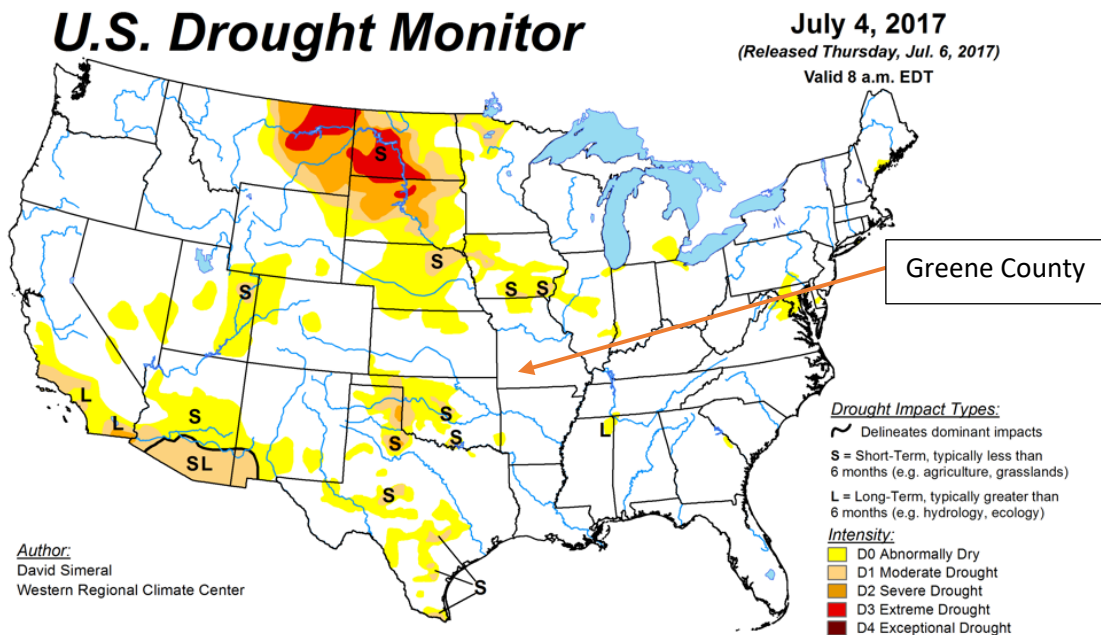 U.S. Drought Monitor
July 4, 2017
(Released Thursday, Jul. 6, 2017)
Valid 8 a.m. EDT
S
S
S
S
S
Greene County
L
L
S
SL
S
S
S
S
L
S
Drought Impact Types:
Delineates dominant impacts
S = Short-Term, typically less than
6 months (e.g. agriculture, grasslands)
L = Long-Term, typically greater than
6 months (e.g. hydrology, ecology)
Intensity:
D0 Abnormally Dry
D1 Moderate Drought
D2 Severe Drought
D3 Extreme Drought
D4 Exceptional Drought
Author:
David Simeral
Western Regional Climate Center